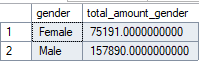 gender total_amount_gender
1 Female 75191.0000000000
2 Male 157890.0000000000